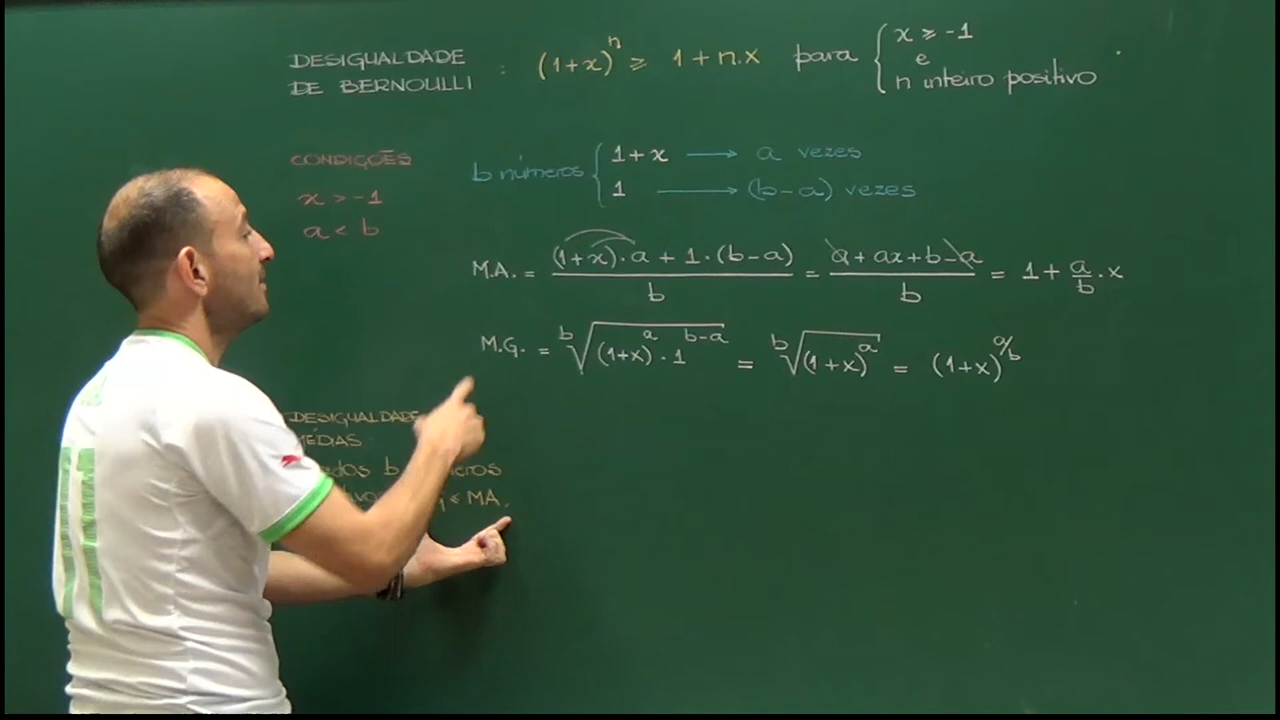 DESIGUALDADE DE BERNOULLI : (1+x)^n ⩾ 1 + n.x para { x ⩾ -1 e n inteiro positivo
CONDIÇÕES
x > -1
a < b
b números { 1+x → a vezes
1 → (b-a) vezes
M.A. = ((1+x)·a + 1·(b-a))/b = (a+ax+b-a)/b = 1 + a/b · x
M.G. = ᵇ√((1+x)^a · 1^(b-a)) = ᵇ√((1+x)^a) = (1+x)^(a/b)
DESIGUALDADE
MÉDIAS
b
⩽ MA.
11